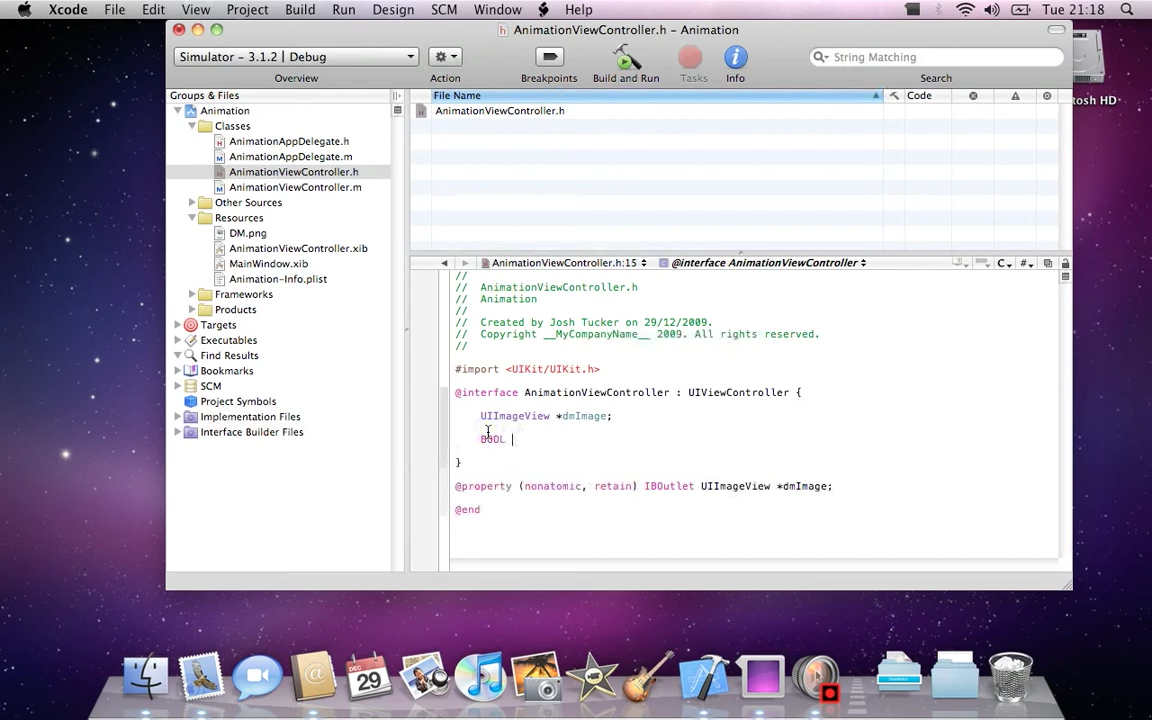 Xcode File Edit View Project Build Run Design SCM Window Help Tue 21:18
AnimationViewController.h – Animation
Simulator - 3.1.2 | Debug
String Matching
Overview Action Breakpoints Build and Run Tasks Info Search
Groups & Files
File Name Code
Animation
AnimationViewController.h
Classes
AnimationAppDelegate.h
AnimationAppDelegate.m
AnimationViewController.h
AnimationViewController.m
Other Sources
Resources
DM.png
AnimationViewController.xib
MainWindow.xib
Animation-Info.plist
Frameworks
Products
Targets
Executables
Find Results
Bookmarks
SCM
Project Symbols
Implementation Files
Interface Builder Files
AnimationViewController.h:15 @interface AnimationViewController
//
// AnimationViewController.h
// Animation
//
// Created by Josh Tucker on 29/12/2009.
// Copyright __MyCompanyName__ 2009. All rights reserved.
//
#import <UIKit/UIKit.h>
@interface AnimationViewController : UIViewController {
UIImageView *dmImage;
BOOL
}
@property (nonatomic, retain) IBOutlet UIImageView *dmImage;
@end
tosh HD
DEC
29